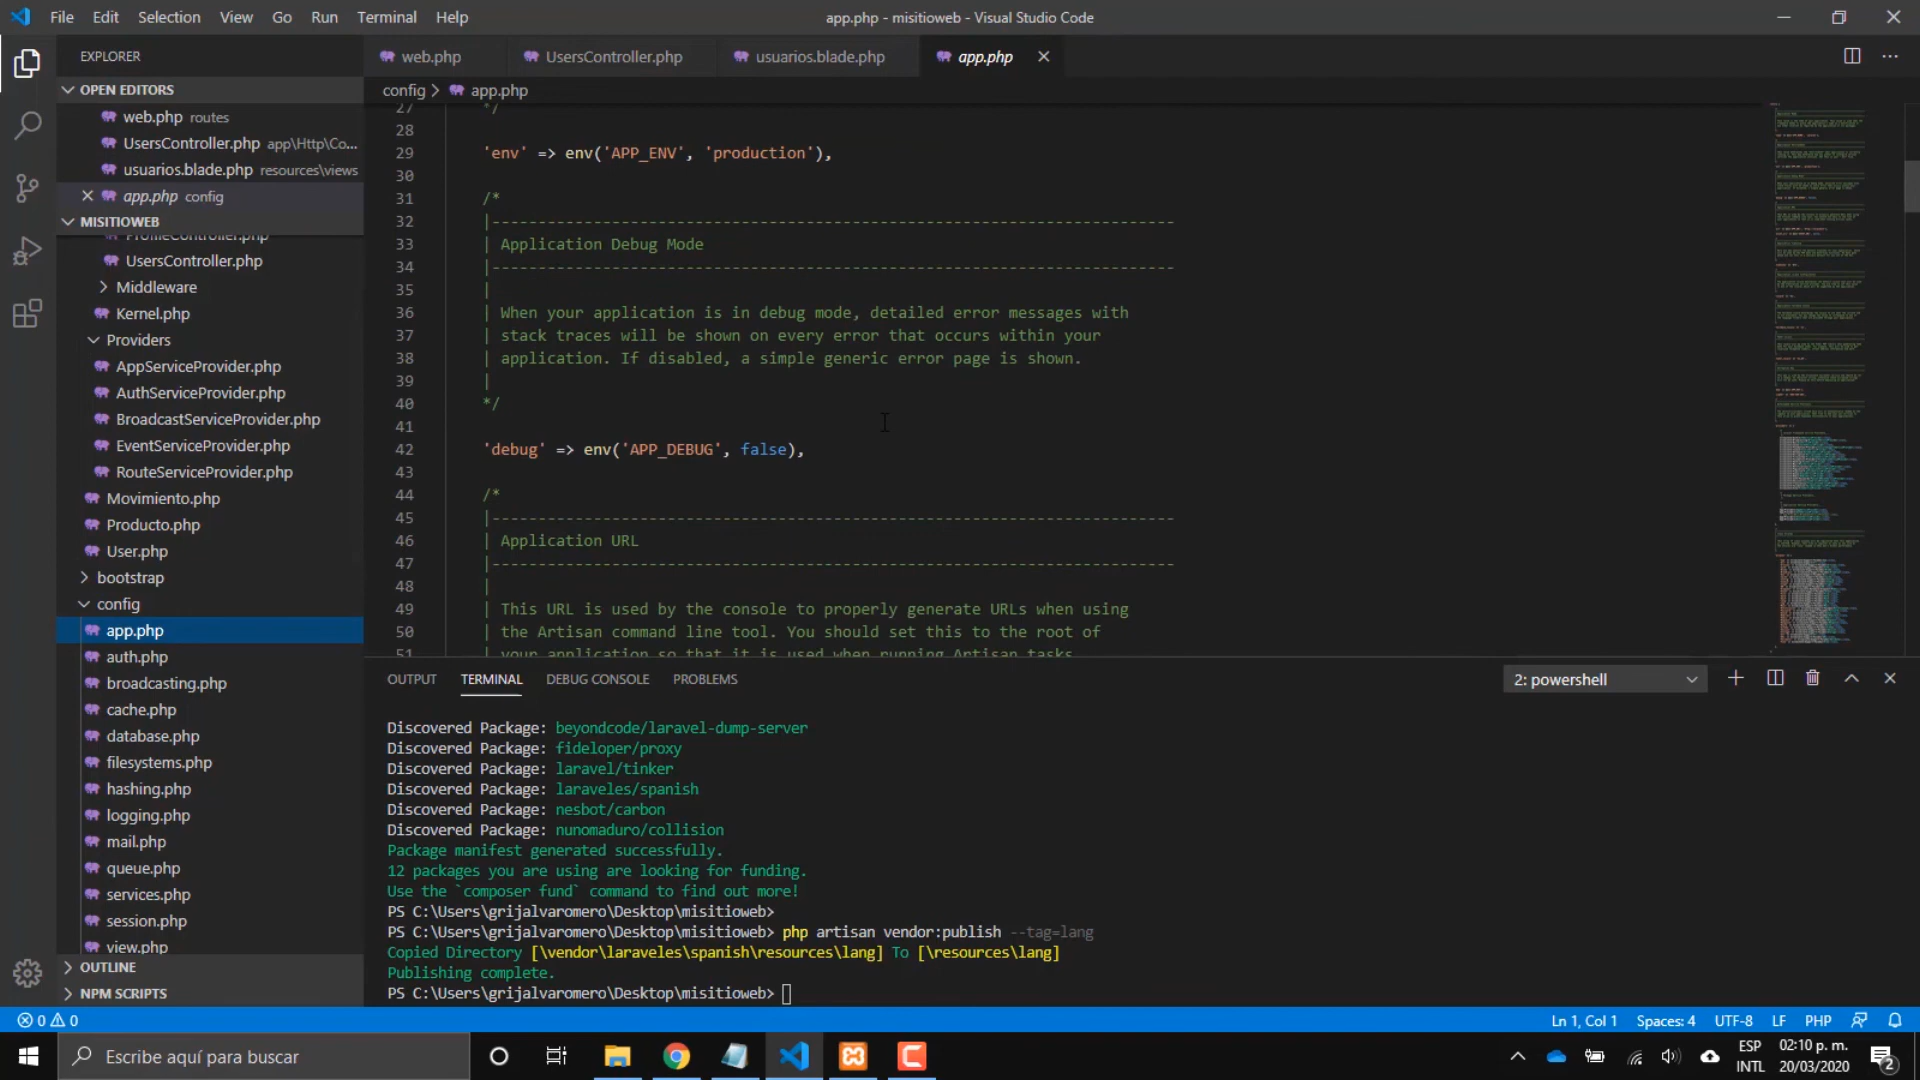 File Edit Selection View Go Run Terminal Help
app.php - misitioweb - Visual Studio Code
EXPLORER
OPEN EDITORS
web.php routes
UsersController.php app\Http\Co...
usuarios.blade.php resources\views
app.php config
MISITIOWEB
ProfileController.php
UsersController.php
Middleware
Kernel.php
Providers
AppServiceProvider.php
AuthServiceProvider.php
BroadcastServiceProvider.php
EventServiceProvider.php
RouteServiceProvider.php
Movimiento.php
Producto.php
User.php
bootstrap
config
app.php
auth.php
broadcasting.php
cache.php
database.php
filesystems.php
hashing.php
logging.php
mail.php
queue.php
services.php
session.php
view.php
OUTLINE
NPM SCRIPTS
web.php UsersController.php usuarios.blade.php app.php
config > app.php
27 */
28
29 'env' => env('APP_ENV', 'production'),
30
31 /*
32 |--------------------------------------------------------------------------
33 | Application Debug Mode
34 |--------------------------------------------------------------------------
35 |
36 | When your application is in debug mode, detailed error messages with
37 | stack traces will be shown on every error that occurs within your
38 | application. If disabled, a simple generic error page is shown.
39 |
40 */
41
42 'debug' => env('APP_DEBUG', false),
43
44 /*
45 |--------------------------------------------------------------------------
46 | Application URL
47 |--------------------------------------------------------------------------
48 |
49 | This URL is used by the console to properly generate URLs when using
50 | the Artisan command line tool. You should set this to the root of
51 | your application so that it is used when running Artisan tasks.
OUTPUT TERMINAL DEBUG CONSOLE PROBLEMS
2: powershell
Discovered Package: beyondcode/laravel-dump-server
Discovered Package: fideloper/proxy
Discovered Package: laravel/tinker
Discovered Package: laraveles/spanish
Discovered Package: nesbot/carbon
Discovered Package: nunomaduro/collision
Package manifest generated successfully.
12 packages you are using are looking for funding.
Use the `composer fund` command to find out more!
PS C:\Users\grijalvaromero\Desktop\misitioweb>
PS C:\Users\grijalvaromero\Desktop\misitioweb> php artisan vendor:publish --tag=lang
Copied Directory [\vendor\laraveles\spanish\resources\lang] To [\resources\lang]
Publishing complete.
PS C:\Users\grijalvaromero\Desktop\misitioweb>
0 0
Ln 1, Col 1 Spaces: 4 UTF-8 LF PHP
Escribe aquí para buscar
ESP
INTL
02:10 p. m.
20/03/2020
2